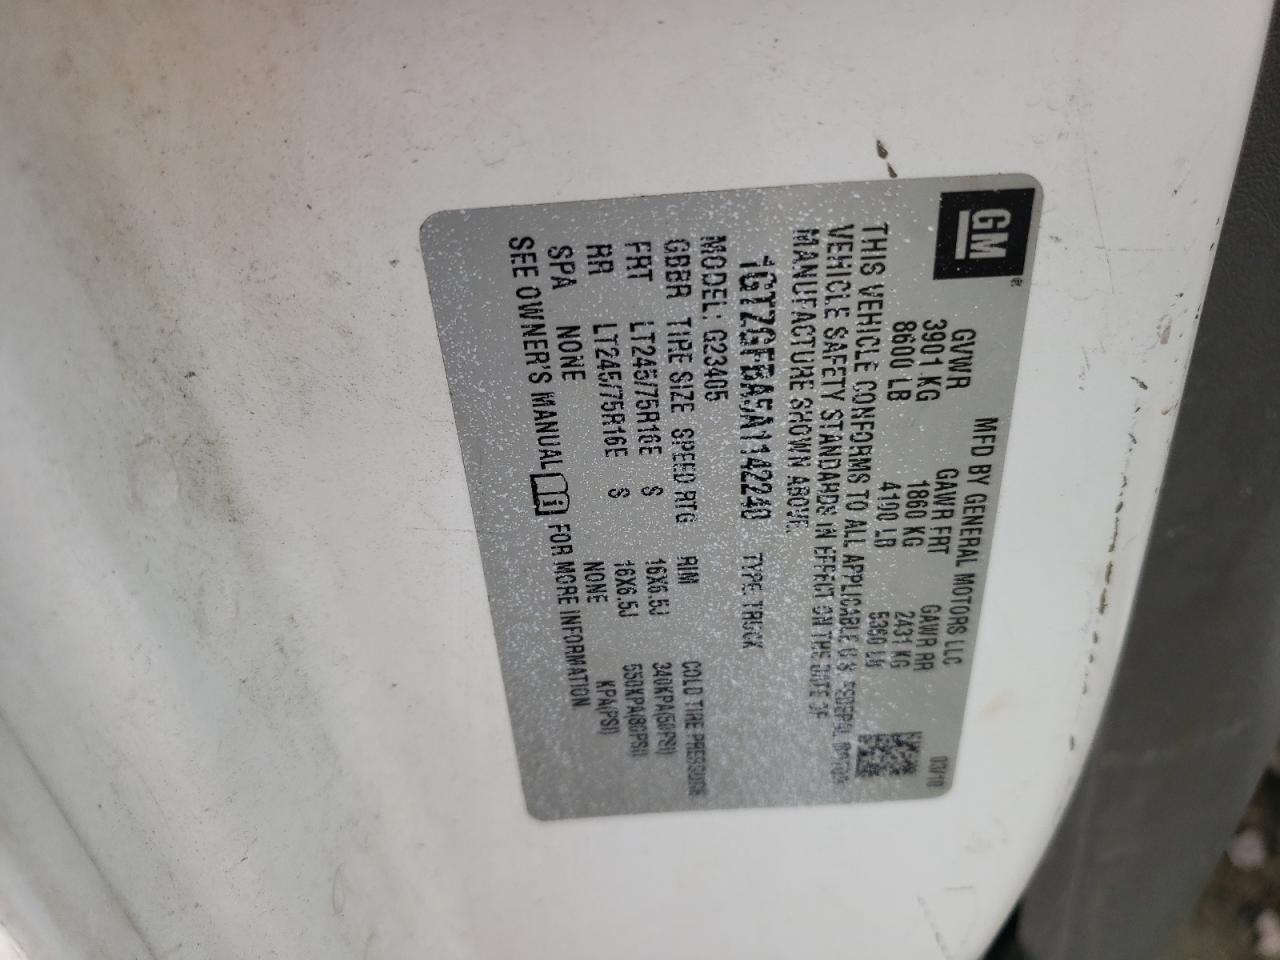 GM®
MFD BY GENERAL MOTORS LLC 03/10
GVWR GAWR FRT GAWR RR
3901 KG 1860 KG 2431 KG
8600 LB 4100 LB 5360 LB
THIS VEHICLE CONFORMS TO ALL APPLICABLE U.S. FEDERAL MOTOR
VEHICLE SAFETY STANDARDS IN EFFECT ON THE DATE OF
MANUFACTURE SHOWN ABOVE.
1GTZGFBA5A1142240 TYPE: TRUCK
MODEL: G23405
GBBR TIRE SIZE SPEED RTG RIM COLD TIRE PRESSURE
FRT LT245/75R16E S 16X6.5J 340KPA(50PSI)
RR LT245/75R16E S 16X6.5J 550KPA(80PSI)
SPA NONE NONE KPA(PSI)
SEE OWNER'S MANUAL FOR MORE INFORMATION